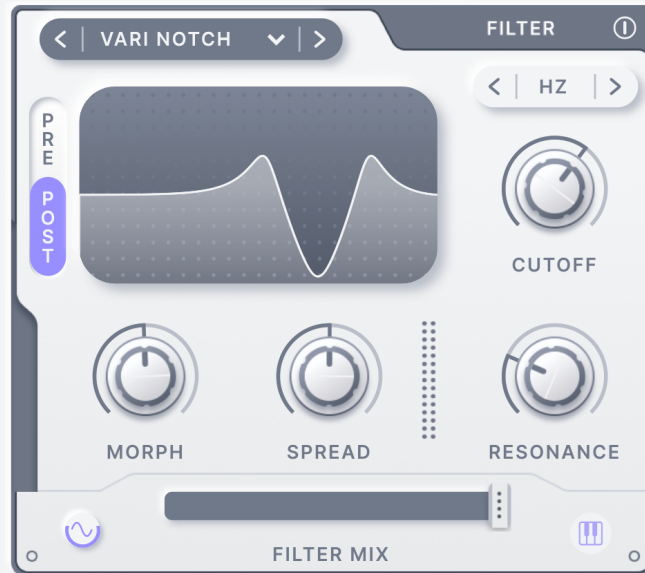 VARI NOTCH
FILTER
HZ
PRE
POST
CUTOFF
MORPH
SPREAD
RESONANCE
FILTER MIX